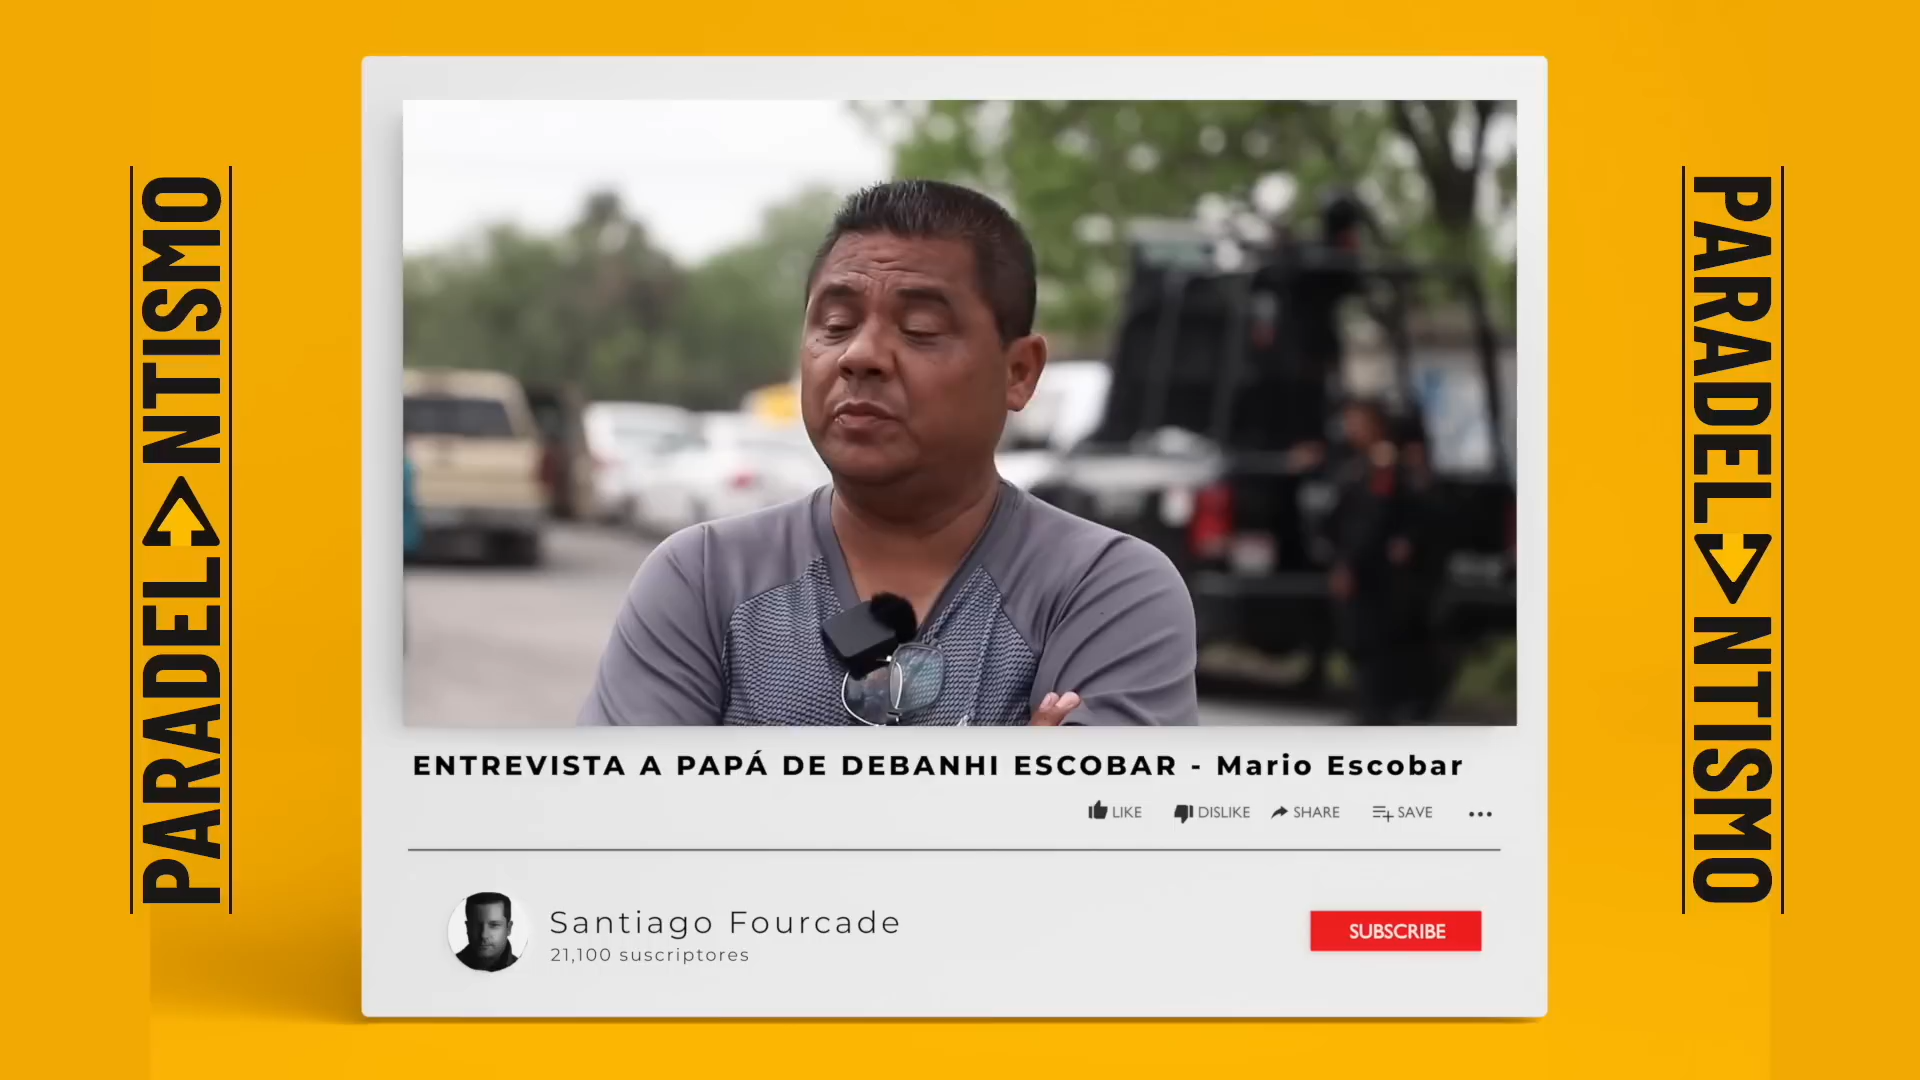 PARADELANTISMO
ENTREVISTA A PAPÁ DE DEBANHI ESCOBAR - Mario Escobar
LIKE DISLIKE SHARE SAVE
Santiago Fourcade
21,100 suscriptores
SUBSCRIBE
PARADELANTISMO